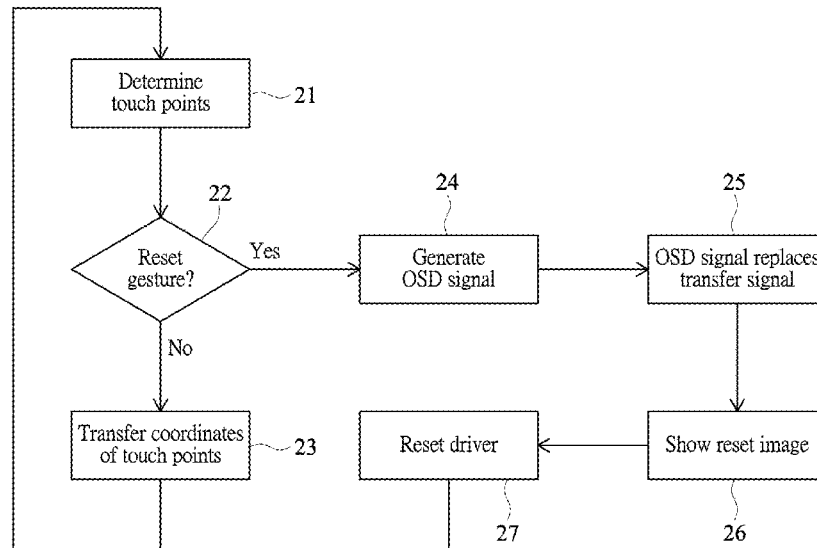 Determine
touch points
21
22
Reset
gesture?
Yes
No
24
Generate
OSD signal
25
OSD signal replaces
transfer signal
Transfer coordinates
of touch points
23
Reset driver
27
Show reset image
26